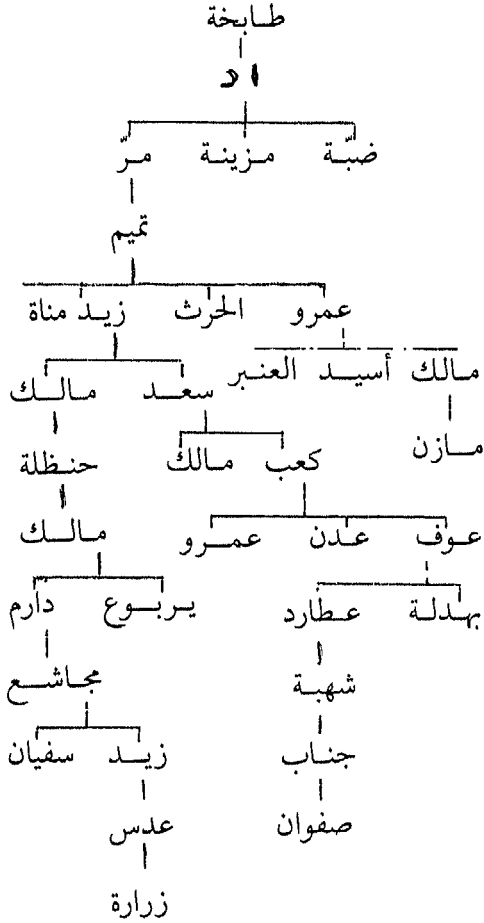 طابخة
اد
ضبّة مزينة مرّ
تميم
عمرو الحرث زيد مناة
مالك أسيد العنبر سعد مالك
مازن كعب مالك حنظلة
عوف عدن عمرو مالك
بهدلة عطارد يربوع دارم
شهبة مجاشع
جناب زيد سفيان
صفوان عدس
زرارة